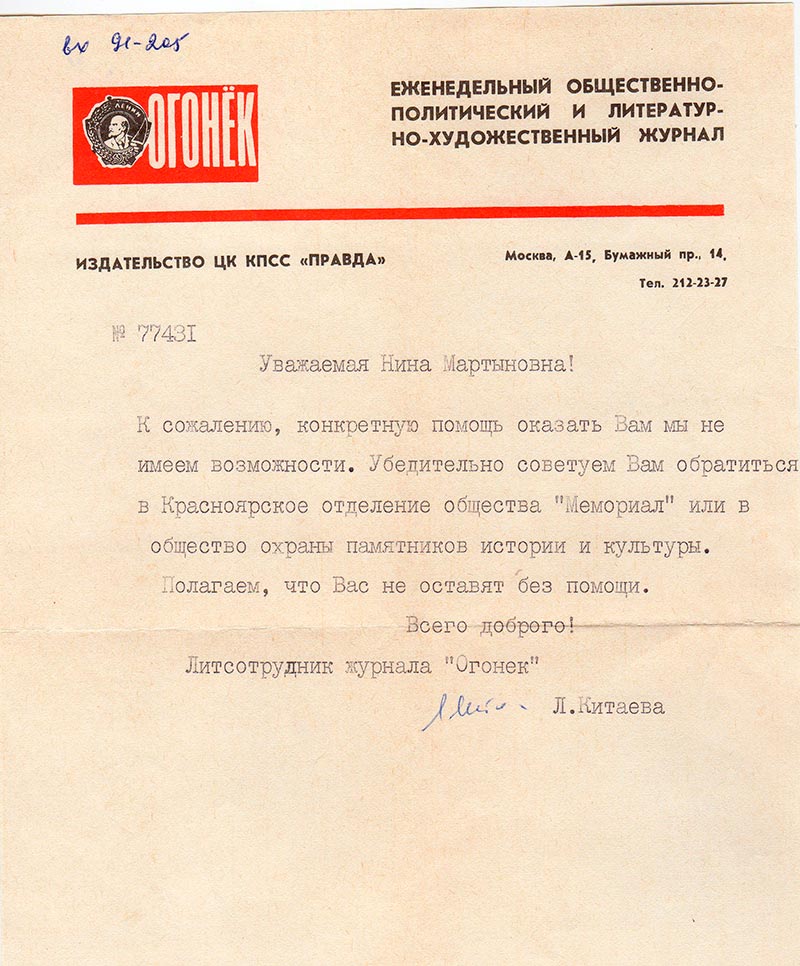 вх 91-205
ЛЕНИН
ОГОНЁК
ЕЖЕНЕДЕЛЬНЫЙ ОБЩЕСТВЕННО-
ПОЛИТИЧЕСКИЙ И ЛИТЕРАТУР-
НО-ХУДОЖЕСТВЕННЫЙ ЖУРНАЛ
ИЗДАТЕЛЬСТВО ЦК КПСС «ПРАВДА»
Москва, А-15, Бумажный пр., 14,
Тел. 212-23-27
№ 77431
Уважаемая Нина Мартыновна!
К сожалению, конкретную помощь оказать Вам мы не
имеем возможности. Убедительно советуем Вам обратиться
в Красноярское отделение общества "Мемориал" или в
общество охраны памятников истории и культуры.
Полагаем, что Вас не оставят без помощи.
Всего доброго!
Литсотрудник журнала "Огонек"
Л.Китаева